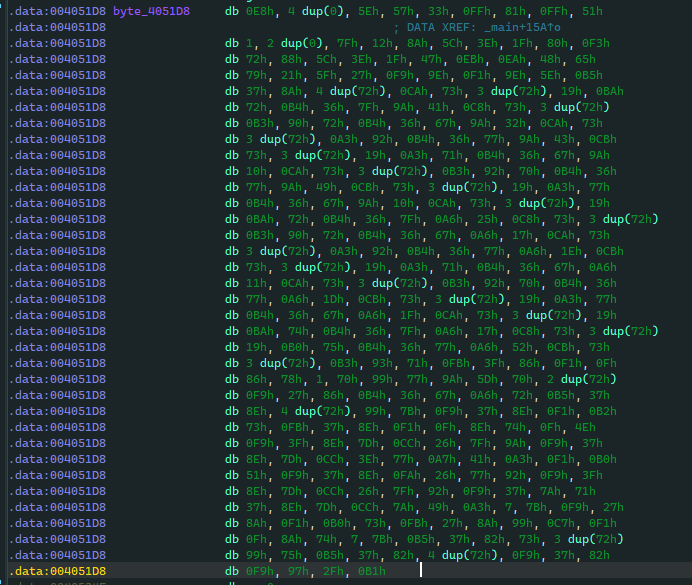 .data:004051D8 byte_4051D8 db 0E8h, 4 dup(0), 5Eh, 57h, 33h, 0FFh, 81h, 0FFh, 51h
.data:004051D8 ; DATA XREF: _main+15A↑o
.data:004051D8 db 1, 2 dup(0), 7Fh, 12h, 8Ah, 5Ch, 3Eh, 1Fh, 80h, 0F3h
.data:004051D8 db 72h, 88h, 5Ch, 3Eh, 1Fh, 47h, 0EBh, 0EAh, 48h, 65h
.data:004051D8 db 79h, 21h, 5Fh, 27h, 0F9h, 9Eh, 0F1h, 9Eh, 5Eh, 0B5h
.data:004051D8 db 37h, 8Ah, 4 dup(72h), 0CAh, 73h, 3 dup(72h), 19h, 0BAh
.data:004051D8 db 72h, 0B4h, 36h, 7Fh, 9Ah, 41h, 0C8h, 73h, 3 dup(72h)
.data:004051D8 db 0B3h, 90h, 72h, 0B4h, 36h, 67h, 9Ah, 32h, 0CAh, 73h
.data:004051D8 db 3 dup(72h), 0A3h, 92h, 0B4h, 36h, 77h, 9Ah, 43h, 0CBh
.data:004051D8 db 73h, 3 dup(72h), 19h, 0A3h, 71h, 0B4h, 36h, 67h, 9Ah
.data:004051D8 db 10h, 0CAh, 73h, 3 dup(72h), 0B3h, 92h, 70h, 0B4h, 36h
.data:004051D8 db 77h, 9Ah, 49h, 0CBh, 73h, 3 dup(72h), 19h, 0A3h, 77h
.data:004051D8 db 0B4h, 36h, 67h, 9Ah, 10h, 0CAh, 73h, 3 dup(72h), 19h
.data:004051D8 db 0BAh, 72h, 0B4h, 36h, 7Fh, 0A6h, 25h, 0C8h, 73h, 3 dup(72h)
.data:004051D8 db 0B3h, 90h, 72h, 0B4h, 36h, 67h, 0A6h, 17h, 0CAh, 73h
.data:004051D8 db 3 dup(72h), 0A3h, 92h, 0B4h, 36h, 77h, 0A6h, 1Eh, 0CBh
.data:004051D8 db 73h, 3 dup(72h), 19h, 0A3h, 71h, 0B4h, 36h, 67h, 0A6h
.data:004051D8 db 11h, 0CAh, 73h, 3 dup(72h), 0B3h, 92h, 70h, 0B4h, 36h
.data:004051D8 db 77h, 0A6h, 1Dh, 0CBh, 73h, 3 dup(72h), 19h, 0A3h, 77h
.data:004051D8 db 0B4h, 36h, 67h, 0A6h, 1Fh, 0CAh, 73h, 3 dup(72h), 19h
.data:004051D8 db 0BAh, 74h, 0B4h, 36h, 7Fh, 0A6h, 17h, 0C8h, 73h, 3 dup(72h)
.data:004051D8 db 19h, 0B0h, 75h, 0B4h, 36h, 77h, 0A6h, 52h, 0CBh, 73h
.data:004051D8 db 3 dup(72h), 0B3h, 93h, 71h, 0FBh, 3Fh, 86h, 0F1h, 0Fh
.data:004051D8 db 86h, 78h, 1, 70h, 99h, 77h, 9Ah, 5Dh, 70h, 2 dup(72h)
.data:004051D8 db 0F9h, 27h, 86h, 0B4h, 36h, 67h, 0A6h, 72h, 0B5h, 37h
.data:004051D8 db 8Eh, 4 dup(72h), 99h, 7Bh, 0F9h, 37h, 8Eh, 0F1h, 0B2h
.data:004051D8 db 73h, 0FBh, 37h, 8Eh, 0F1h, 0Fh, 8Eh, 74h, 0Fh, 4Eh
.data:004051D8 db 0F9h, 3Fh, 8Eh, 7Dh, 0CCh, 26h, 7Fh, 9Ah, 0F9h, 37h
.data:004051D8 db 8Eh, 7Dh, 0CCh, 3Eh, 77h, 0A7h, 41h, 0A3h, 0F1h, 0B0h
.data:004051D8 db 51h, 0F9h, 37h, 8Eh, 0FAh, 26h, 77h, 92h, 0F9h, 3Fh
.data:004051D8 db 8Eh, 7Dh, 0CCh, 26h, 7Fh, 92h, 0F9h, 37h, 7Ah, 71h
.data:004051D8 db 37h, 8Eh, 7Dh, 0CCh, 7Ah, 49h, 0A3h, 7, 7Bh, 0F9h, 27h
.data:004051D8 db 8Ah, 0F1h, 0B0h, 73h, 0FBh, 27h, 8Ah, 99h, 0C7h, 0F1h
.data:004051D8 db 0Fh, 8Ah, 74h, 7, 7Bh, 0B5h, 37h, 82h, 73h, 3 dup(72h)
.data:004051D8 db 99h, 75h, 0B5h, 37h, 82h, 4 dup(72h), 0F9h, 37h, 82h
.data:004051D8 db 0F9h, 97h, 2Fh, 0B1h